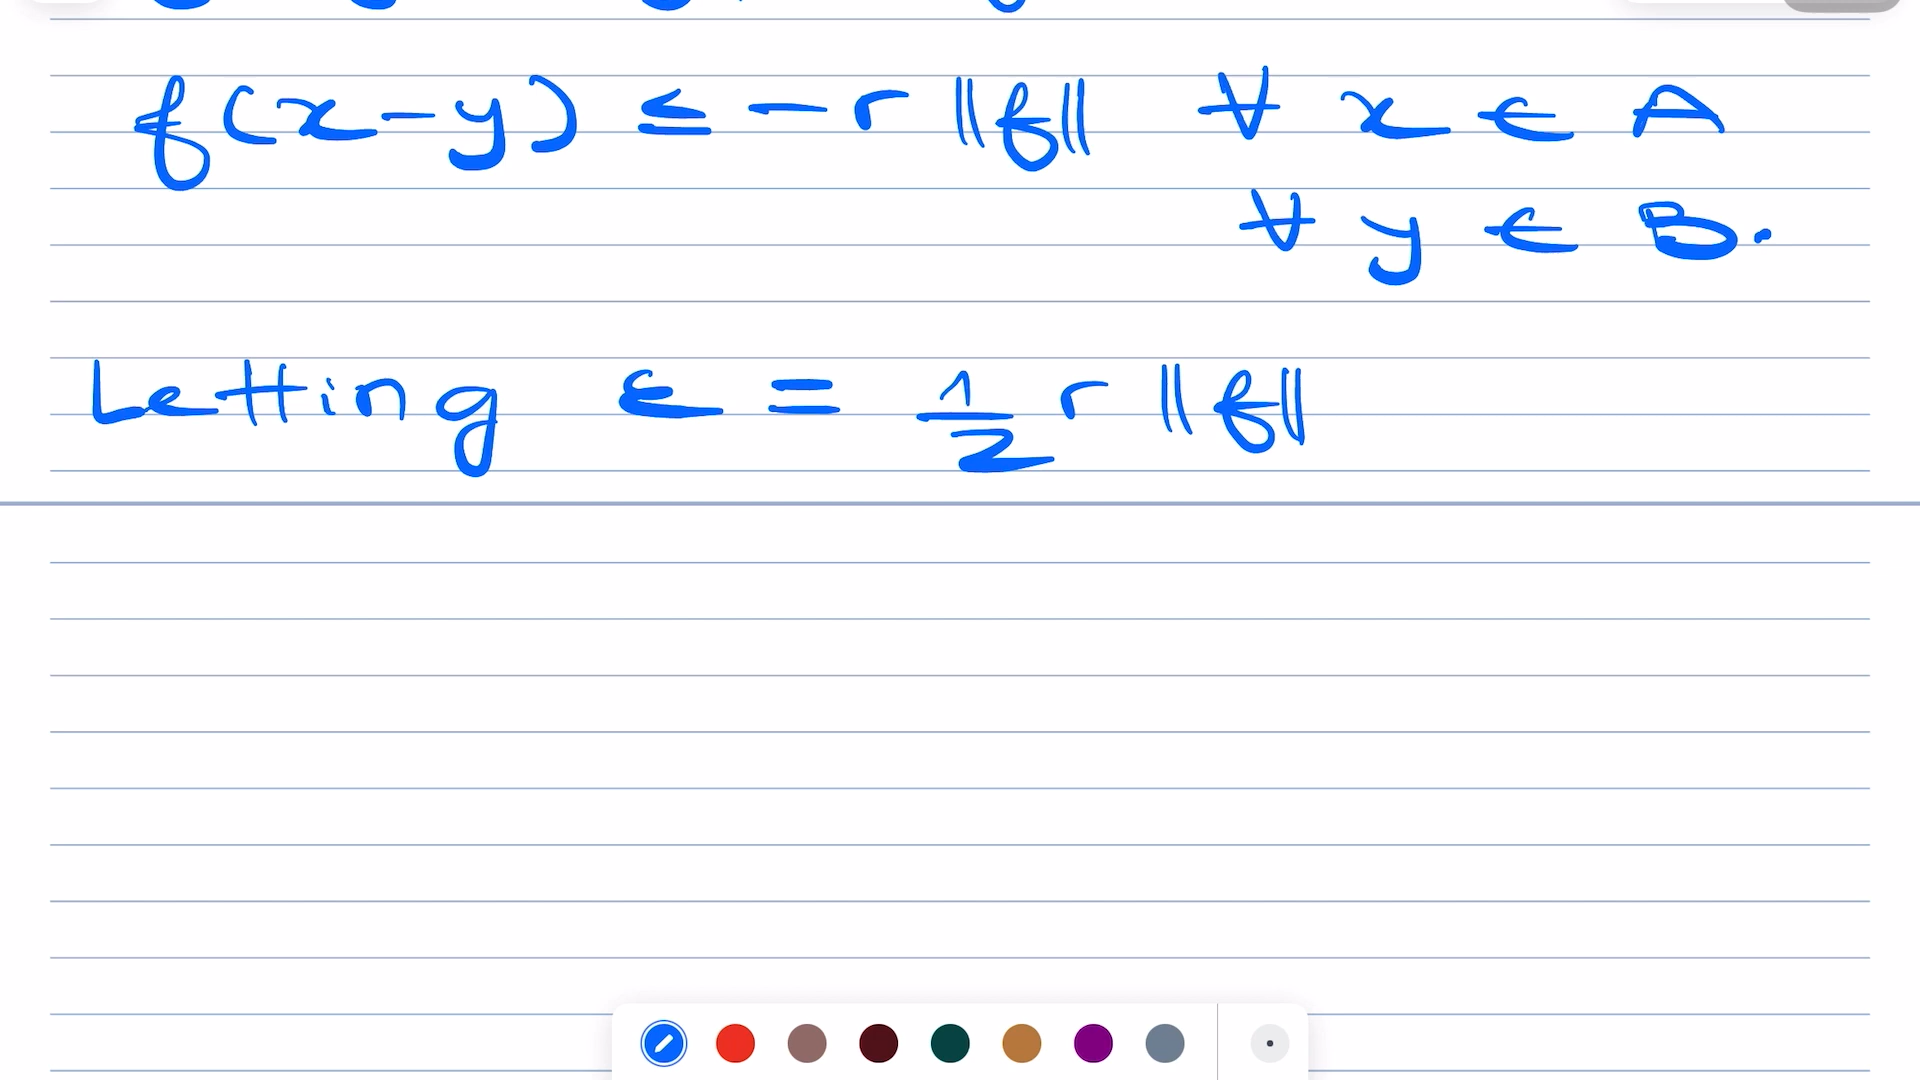 f(x-y) ≤ -r ||f|| ∀ x ∈ A
∀ y ∈ B.
Letting ε = 1/2 r ||f||